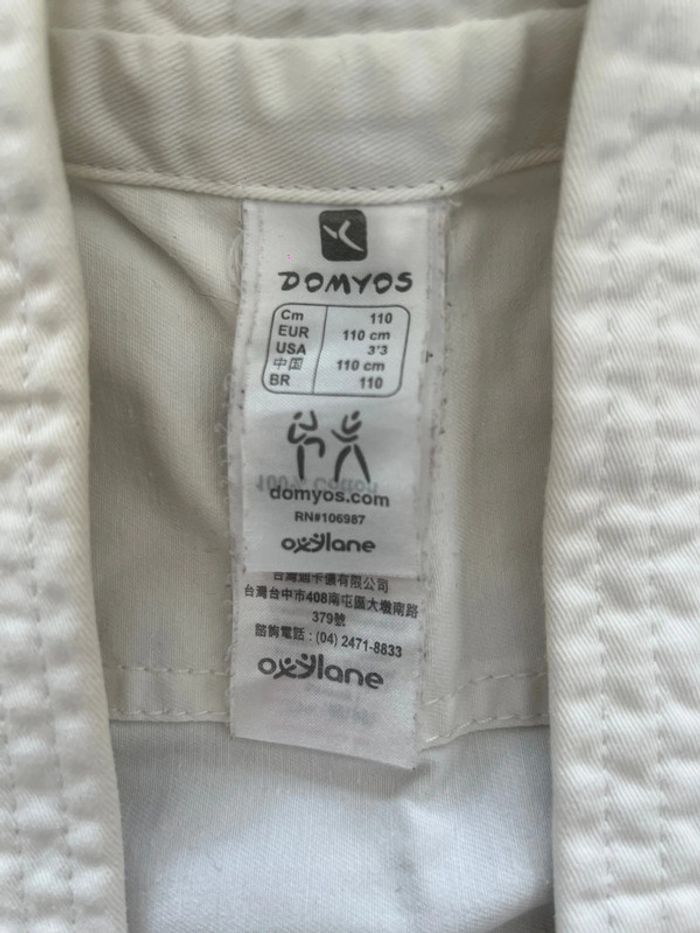 DOMYOS
Cm 110
EUR 110 cm
USA 3'3
中国 110 cm
BR 110
100% Cotton
domyos.com
RN#106987
oxylane
台灣迪卡儂有限公司
台灣台中市408南屯區大墩南路
379號
諮詢電話 : (04) 2471-8833
oxylane